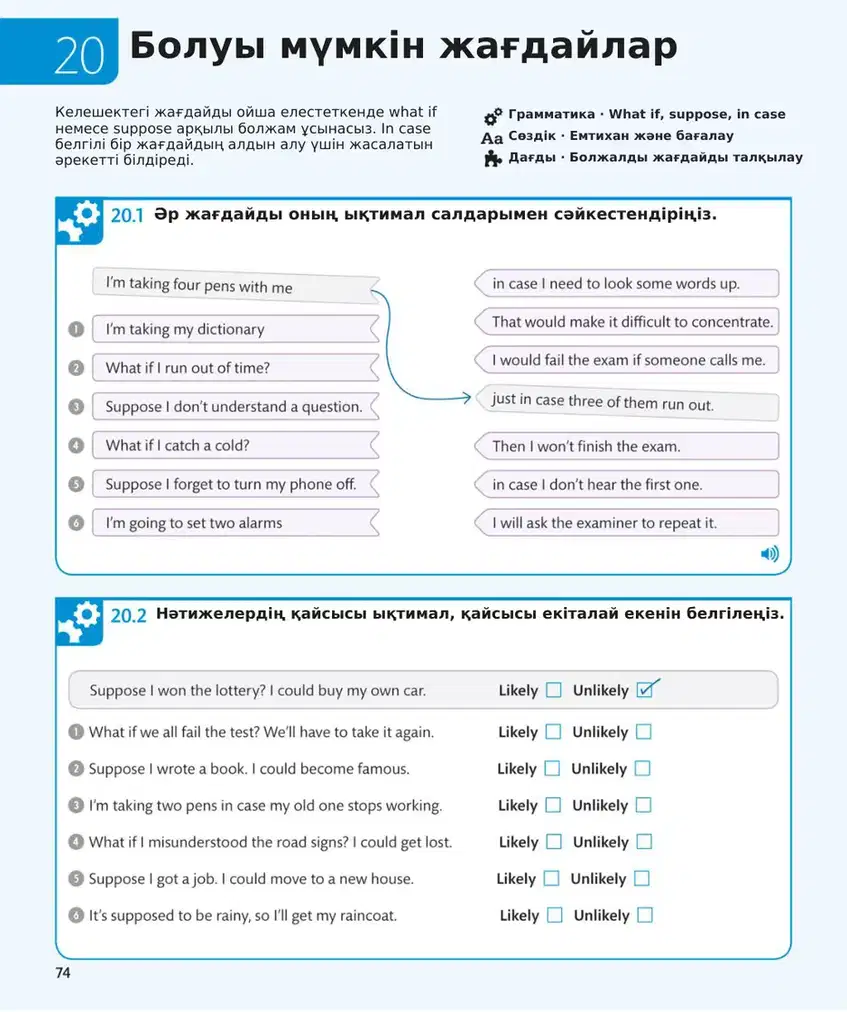 20
Болуы мүмкін жағдайлар
Келешектегі жағдайды ойша елестеткенде what if
немесе suppose арқылы болжам ұсынасыз. In case
белгілі бір жағдайдың алдын алу үшін жасалатын
әрекетті білдіреді.
Грамматика · What if, suppose, in case
Aa Сөздік · Емтихан және бағалау
Дағды · Болжалды жағдайды талқылау
20.1 Әр жағдайды оның ықтимал салдарымен сәйкестендіріңіз.
I'm taking four pens with me
1 I'm taking my dictionary
2 What if I run out of time?
3 Suppose I don't understand a question.
4 What if I catch a cold?
5 Suppose I forget to turn my phone off.
6 I'm going to set two alarms
in case I need to look some words up.
That would make it difficult to concentrate.
I would fail the exam if someone calls me.
just in case three of them run out.
Then I won't finish the exam.
in case I don't hear the first one.
I will ask the examiner to repeat it.
20.2 Нәтижелердің қайсысы ықтимал, қайсысы екіталай екенін белгілеңіз.
Suppose I won the lottery? I could buy my own car. Likely Unlikely
1 What if we all fail the test? We'll have to take it again. Likely Unlikely
2 Suppose I wrote a book. I could become famous. Likely Unlikely
3 I'm taking two pens in case my old one stops working. Likely Unlikely
4 What if I misunderstood the road signs? I could get lost. Likely Unlikely
5 Suppose I got a job. I could move to a new house. Likely Unlikely
6 It's supposed to be rainy, so I'll get my raincoat. Likely Unlikely
74